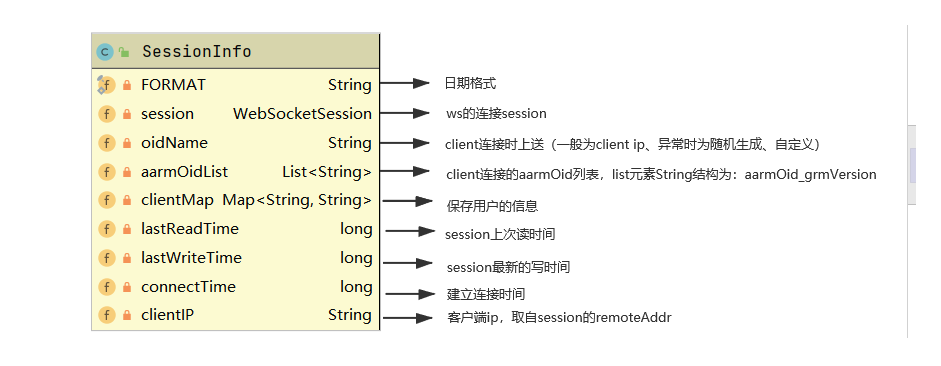 SessionInfo
FORMAT String 日期格式
session WebSocketSession ws的连接session
oidName String client连接时上送（一般为client ip、异常时为随机生成、自定义）
aarmOidList List<String> client连接的aarmOid列表，list元素String结构为：aarmOid_grmVersion
clientMap Map<String, String> 保存用户的信息
lastReadTime long session上次读时间
lastWriteTime long session最新的写时间
connectTime long 建立连接时间
clientIP String 客户端ip，取自session的remoteAddr